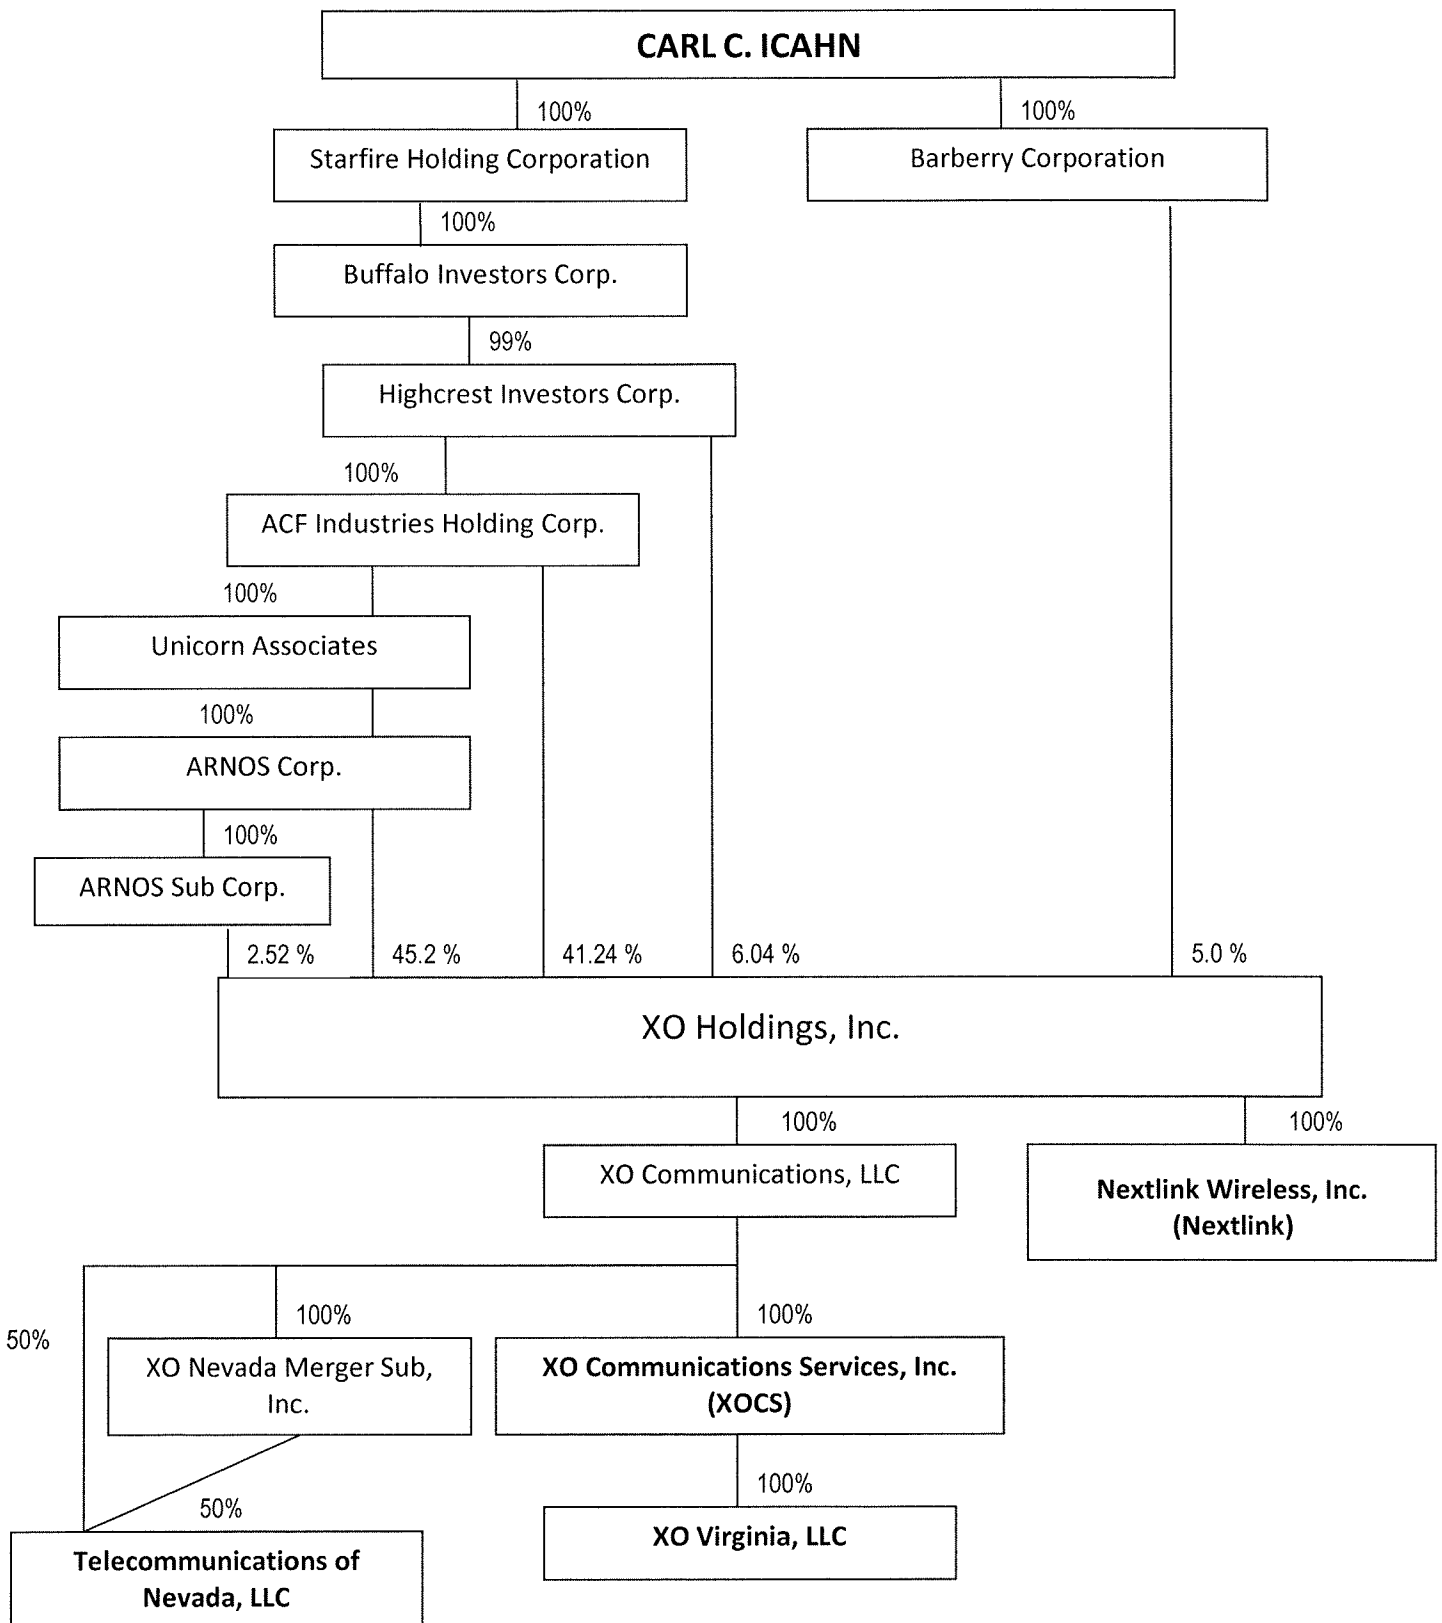 CARL C. ICAHN
100%
100%
Starfire Holding Corporation
Barberry Corporation
100%
Buffalo Investors Corp.
99%
Highcrest Investors Corp.
100%
ACF Industries Holding Corp.
100%
Unicorn Associates
100%
ARNOS Corp.
100%
ARNOS Sub Corp.
2.52 %
45.2 %
41.24 %
6.04 %
5.0 %
XO Holdings, Inc.
100%
100%
XO Communications, LLC
Nextlink Wireless, Inc.
(Nextlink)
50%
100%
100%
XO Nevada Merger Sub,
Inc.
XO Communications Services, Inc.
(XOCS)
50%
100%
Telecommunications of
Nevada, LLC
XO Virginia, LLC